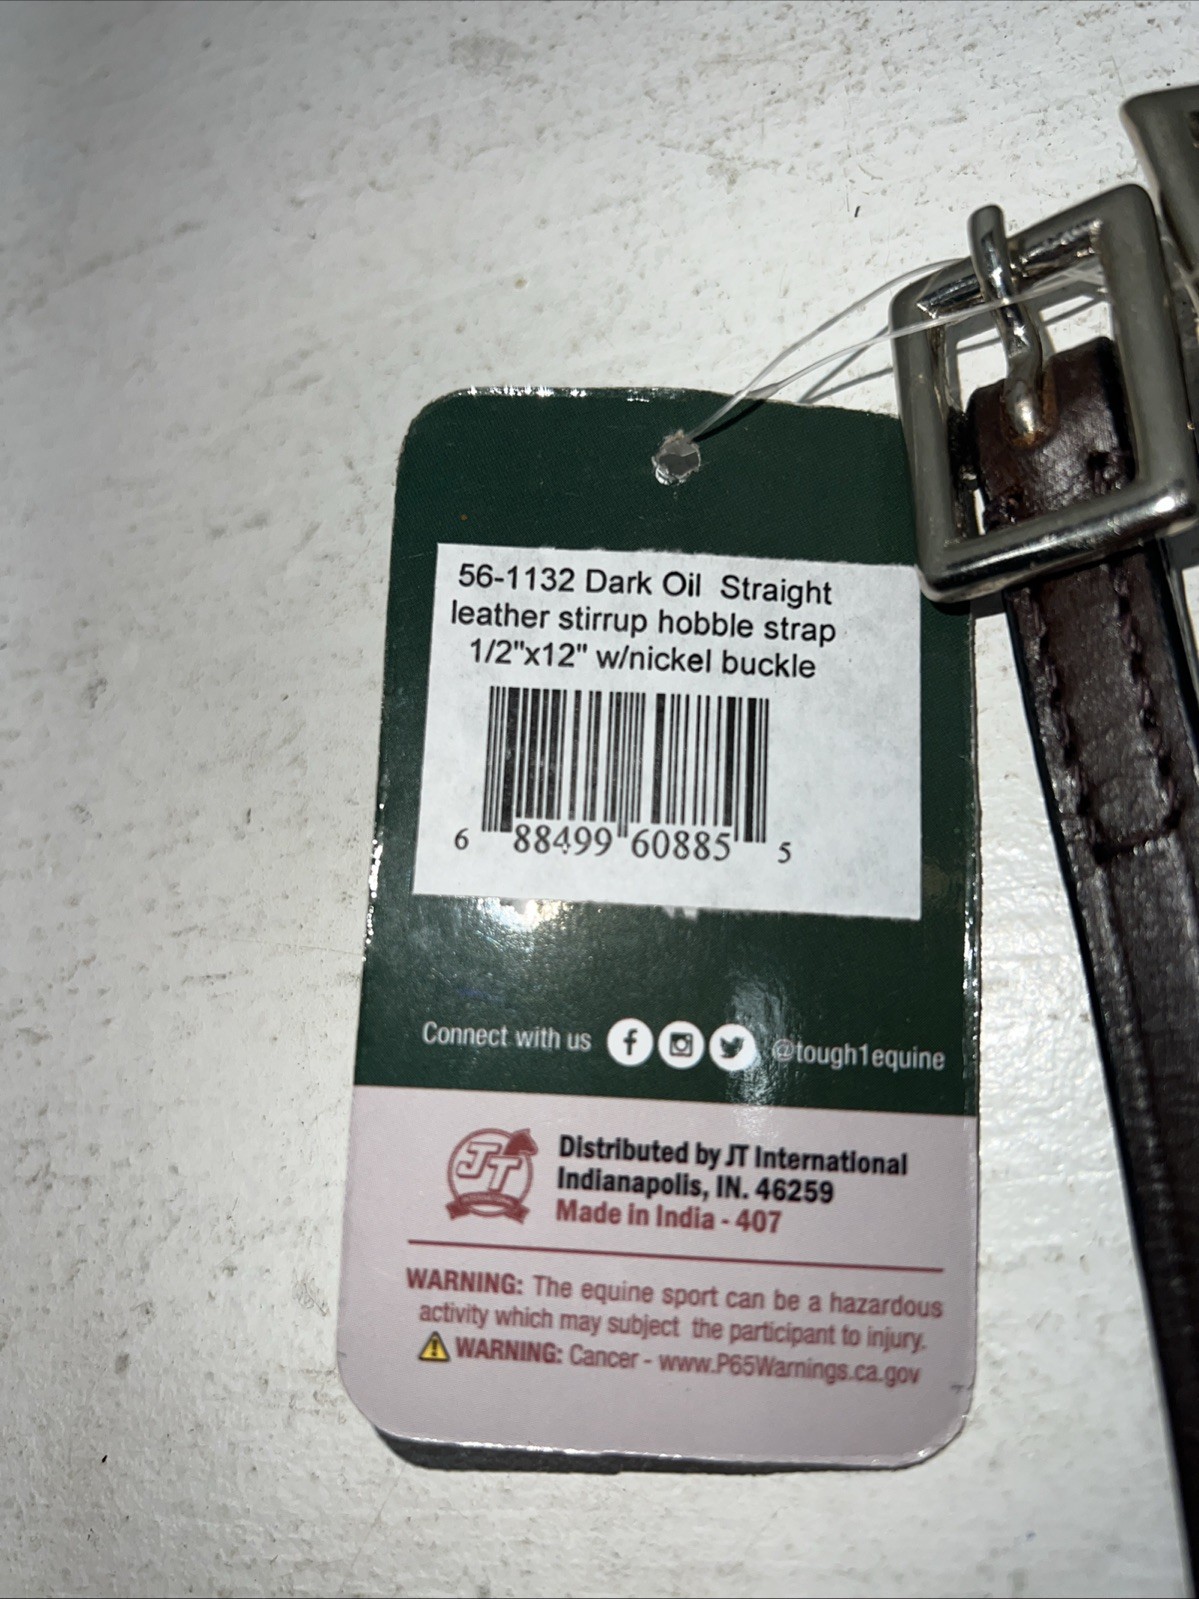 56-1132 Dark Oil Straight
leather stirrup hobble strap
1/2"x12" w/nickel buckle
6 88499 60885 5
Connect with us @tough1equine
JT
INTERNATIONAL
Distributed by JT International
Indianapolis, IN. 46259
Made in India - 407
WARNING: The equine sport can be a hazardous
activity which may subject the participant to injury.
WARNING: Cancer - www.P65Warnings.ca.gov